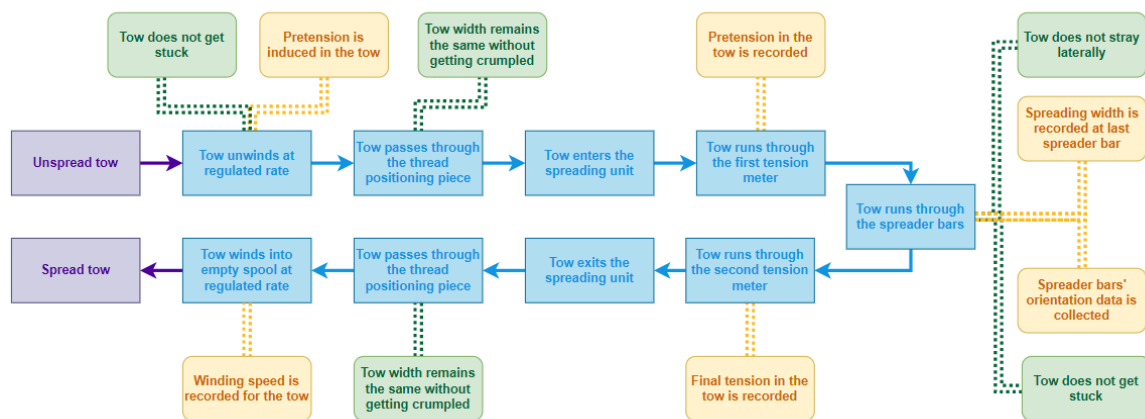 Tow does not get
stuck
Pretension is
induced in the tow
Tow width remains
the same without
getting crumpled
Pretension in the
tow is recorded
Tow does not stray
laterally
Unspread tow
Tow unwinds at
regulated rate
Tow passes through
the thread
positioning piece
Tow enters the
spreading unit
Tow runs through
the first tension
meter
Spreading width is
recorded at last
spreader bar
Tow runs through
the spreader bars
Spread tow
Tow winds into
empty spool at
regulated rate
Tow passes through
the thread
positioning piece
Tow exits the
spreading unit
Tow runs through
the second tension
meter
Spreader bars'
orientation data is
collected
Winding speed is
recorded for the tow
Tow width remains
the same without
getting crumpled
Final tension in the
tow is recorded
Tow does not get
stuck